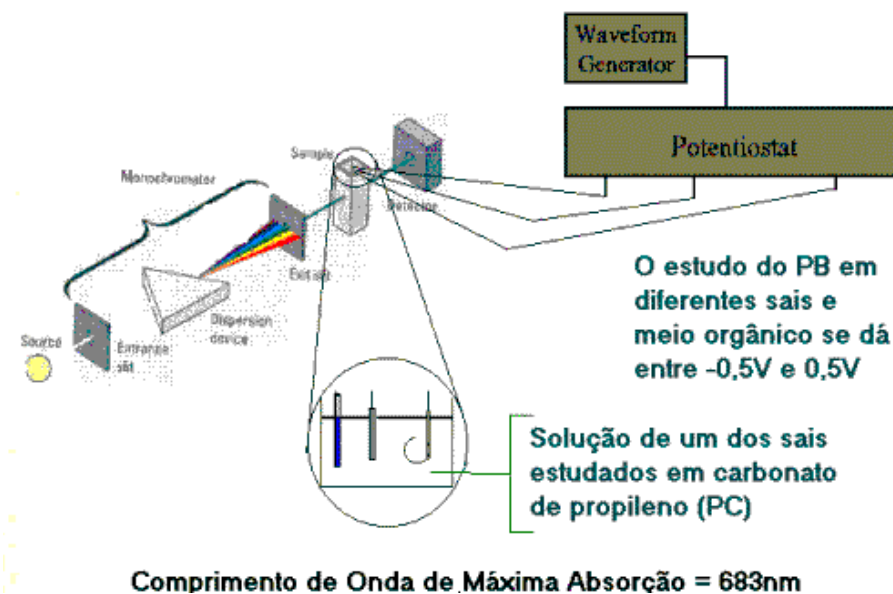 Waveform
Generator
Potentiostat
Sample
Monochromator
Detector
Exit slit
Dispersion
device
Source
Entrance
slit
O estudo do PB em
diferentes sais e
meio orgânico se dá
entre -0,5V e 0,5V
Solução de um dos sais
estudados em carbonato
de propileno (PC)
Comprimento de Onda de Máxima Absorção = 683nm